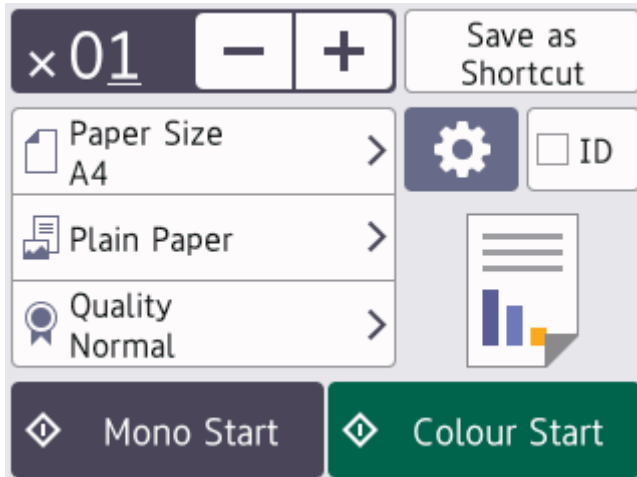 ×01
Save as
Shortcut
Paper Size
A4
ID
Plain Paper
Quality
Normal
Mono Start
Colour Start